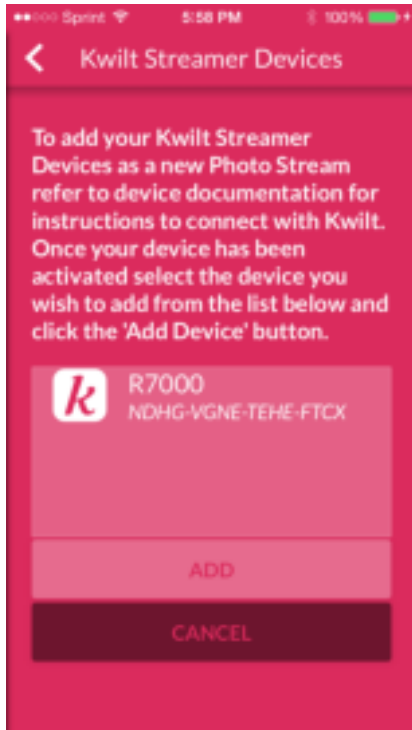 Sprint 5:58 PM 100%
Kwilt Streamer Devices
To add your Kwilt Streamer
Devices as a new Photo Stream
refer to device documentation for
instructions to connect with Kwilt.
Once your device has been
activated select the device you
wish to add from the list below and
click the 'Add Device' button.
k R7000
NDHG-VGNE-TEHE-FTCX
ADD
CANCEL